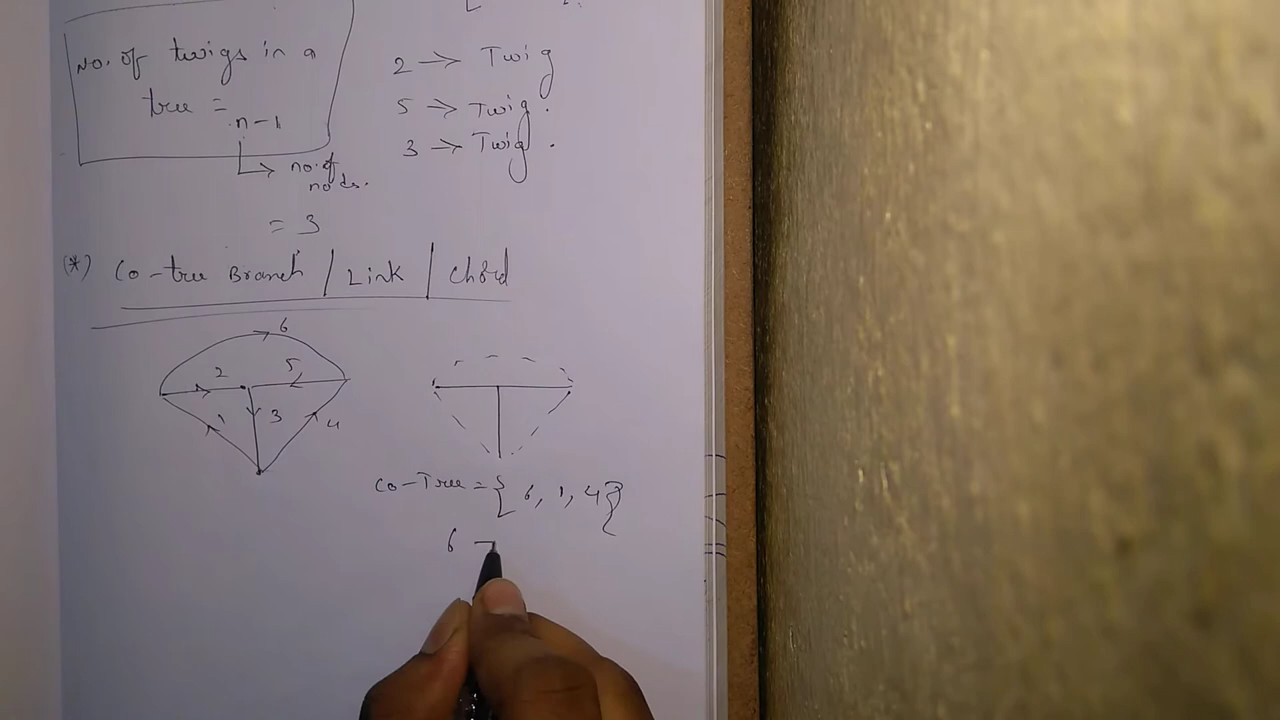 No. of twigs in a
tree = n-1
no. of
nodes.
= 3
2 → Twig
5 → Twig.
3 → Twig.
(*) Co-tree Branch / Link / Chord
6
2
5
1
3
4
Co-Tree = { 6, 1, 4 }
6